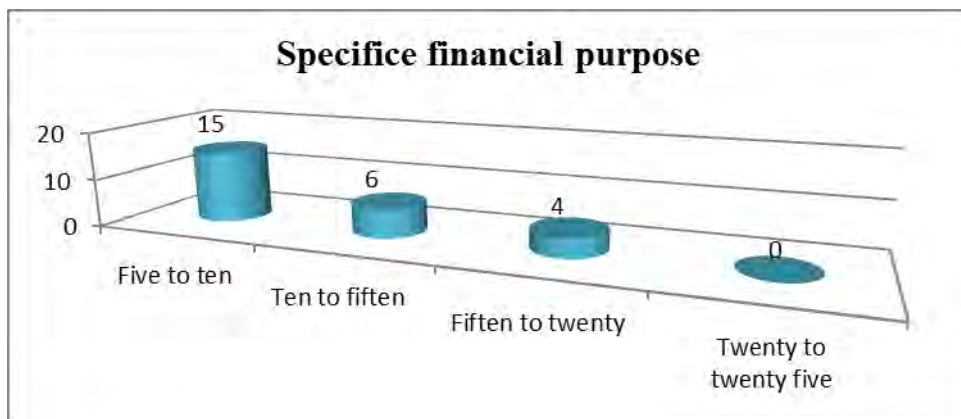 Specifice financial purpose
20
10
0
15
6
4
0
Five to ten
Ten to fiften
Fiften to twenty
Twenty to
twenty five